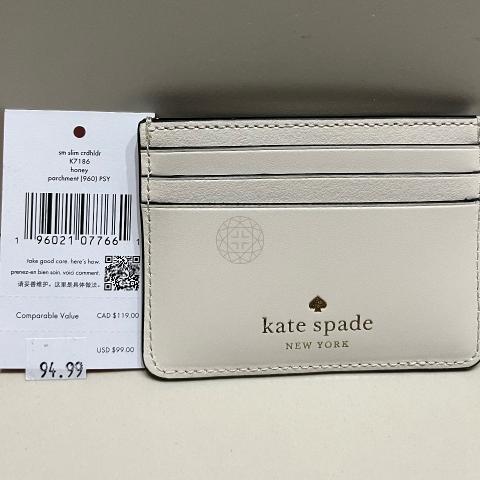 sm slim crdhldr
K7186
honey
parchment (960) PSY
1 96021 07766 1
take good care. here's how.
prenez-en bien soin. voici comment.
请妥善维护。这里是具体做法:
Comparable Value CAD $119.00
USD $99.00
94.99
kate spade
NEW YORK